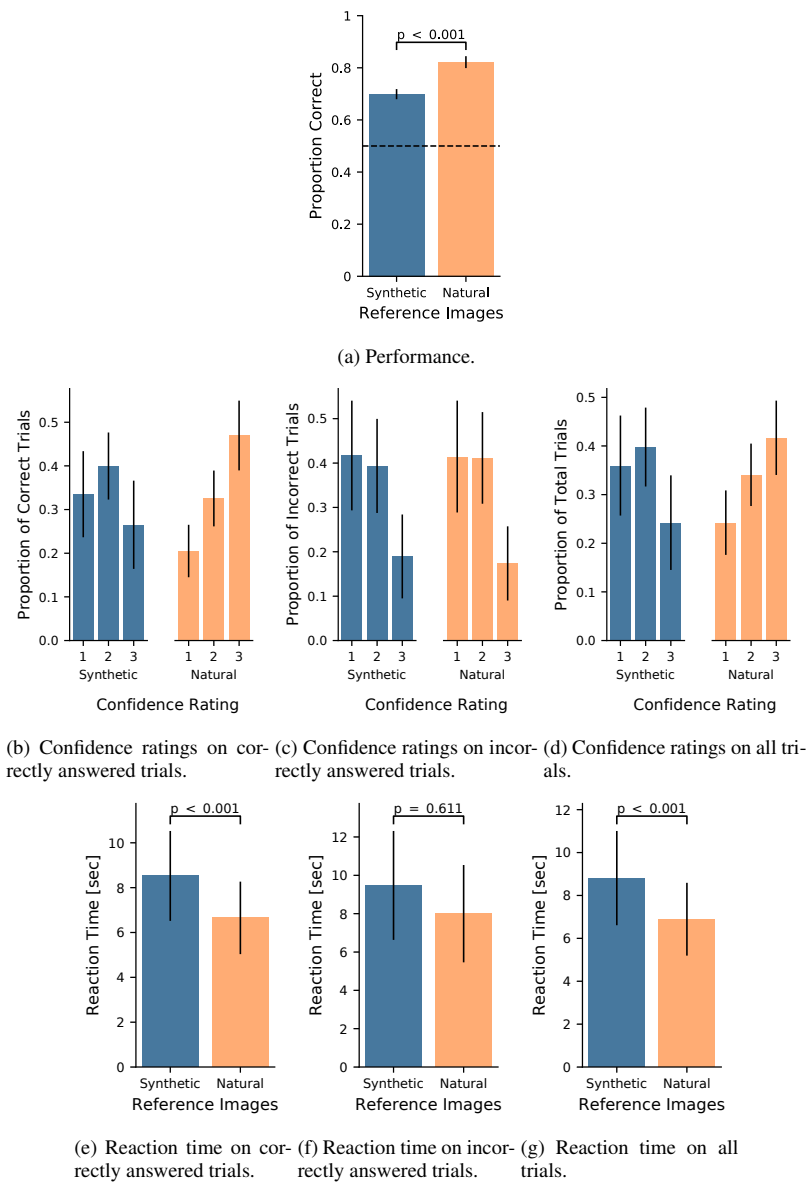 1
0.8
0.6
0.4
0.2
0
Proportion Correct
p < 0.001
Synthetic Natural
Reference Images
(a) Performance.
0.5
0.4
0.3
0.2
0.1
0.0
Proportion of Correct Trials
1 2 3 1 2 3
Synthetic Natural
Confidence Rating
0.5
0.4
0.3
0.2
0.1
0.0
Proportion of Incorrect Trials
1 2 3 1 2 3
Synthetic Natural
Confidence Rating
0.5
0.4
0.3
0.2
0.1
0.0
Proportion of Total Trials
1 2 3 1 2 3
Synthetic Natural
Confidence Rating
(b) Confidence ratings on cor-
rectly answered trials.
(c) Confidence ratings on incor-
rectly answered trials.
(d) Confidence ratings on all tri-
als.
10
8
6
4
2
0
Reaction Time [sec]
p < 0.001
Synthetic Natural
Reference Images
12
10
8
6
4
2
0
Reaction Time [sec]
p = 0.611
Synthetic Natural
Reference Images
12
10
8
6
4
2
0
Reaction Time [sec]
p < 0.001
Synthetic Natural
Reference Images
(e) Reaction time on cor-
rectly answered trials.
(f) Reaction time on incor-
rectly answered trials.
(g) Reaction time on all
trials.